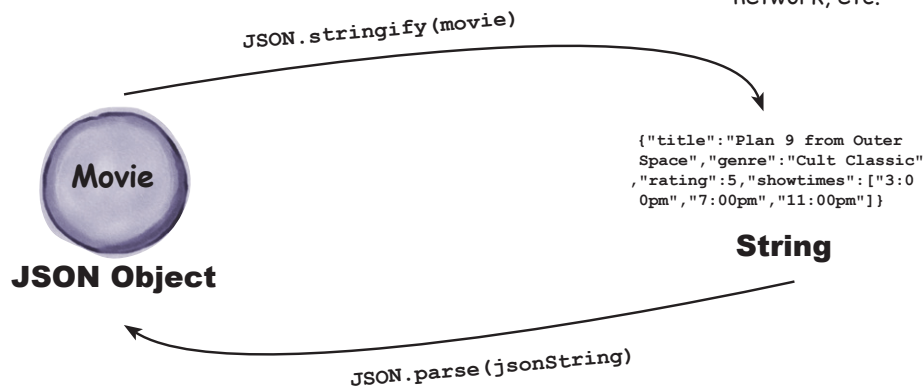 network, etc.
JSON.stringify(movie)
Movie
JSON Object
{"title":"Plan 9 from Outer
Space","genre":"Cult Classic"
,"rating":5,"showtimes":["3:0
0pm","7:00pm","11:00pm"]}
String
JSON.parse(jsonString)